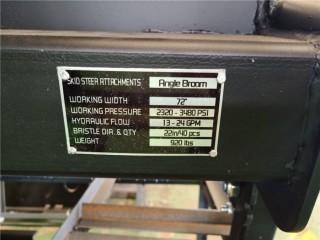 SKID STEER ATTACHMENTS Angle Broom
WORKING WIDTH 72"
WORKING PRESSURE 2320 - 3480 PSI
HYDRAULIC FLOW 13 - 24 GPM
BRISTLE DIA. & QTY 22in/40 pcs
WEIGHT 920 lbs